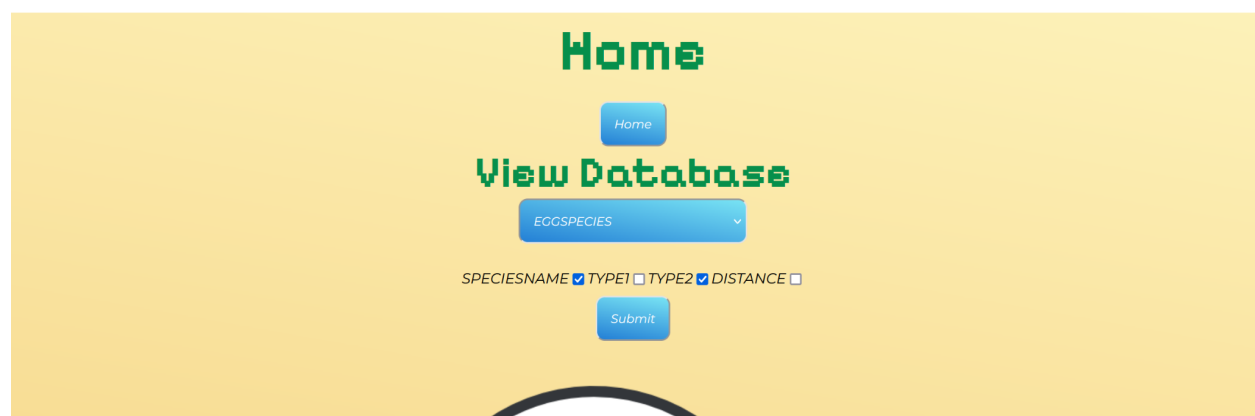 Home
Home
View Database
EGGSPECIES
SPECIESNAME TYPE1 TYPE2 DISTANCE
Submit